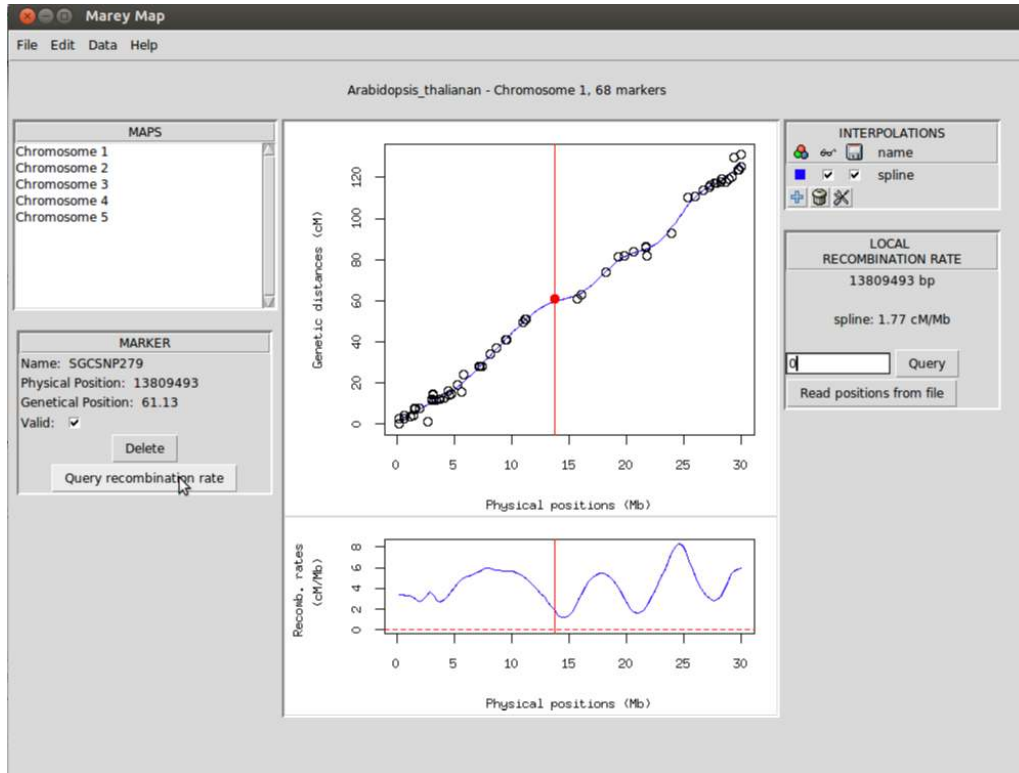 Marey Map
File Edit Data Help
Arabidopsis_thalianan - Chromosome 1, 68 markers
MAPS
Chromosome 1
Chromosome 2
Chromosome 3
Chromosome 4
Chromosome 5
MARKER
Name: SGCSNP279
Physical Position: 13809493
Genetical Position: 61.13
Valid:
Delete
Query recombination rate
Genetic distances (cM)
0 20 40 60 80 100 120
0 5 10 15 20 25 30
Physical positions (Mb)
Recomb. rates
(cM/Mb)
0 2 4 6 8
0 5 10 15 20 25 30
Physical positions (Mb)
INTERPOLATIONS
name
spline
LOCAL
RECOMBINATION RATE
13809493 bp
spline: 1.77 cM/Mb
0 Query
Read positions from file